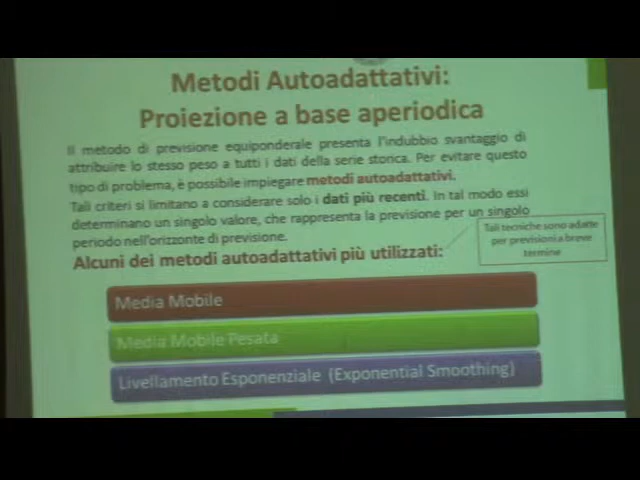 Metodi Autoadattativi:
Proiezione a base aperiodica
Il metodo di previsione equiponderale presenta l'indubbio svantaggio di
attribuire lo stesso peso a tutti i dati della serie storica. Per evitare questo
tipo di problema, è possibile impiegare metodi autoadattativi.
Tali criteri si limitano a considerare solo i dati più recenti. In tal modo essi
determinano un singolo valore, che rappresenta la previsione per un singolo
periodo nell'orizzonte di previsione.
Tali tecniche sono adatte
per previsioni a breve
termine
Alcuni dei metodi autoadattativi più utilizzati:
Media Mobile
Media Mobile Pesata
Livellamento Esponenziale (Exponential Smoothing)